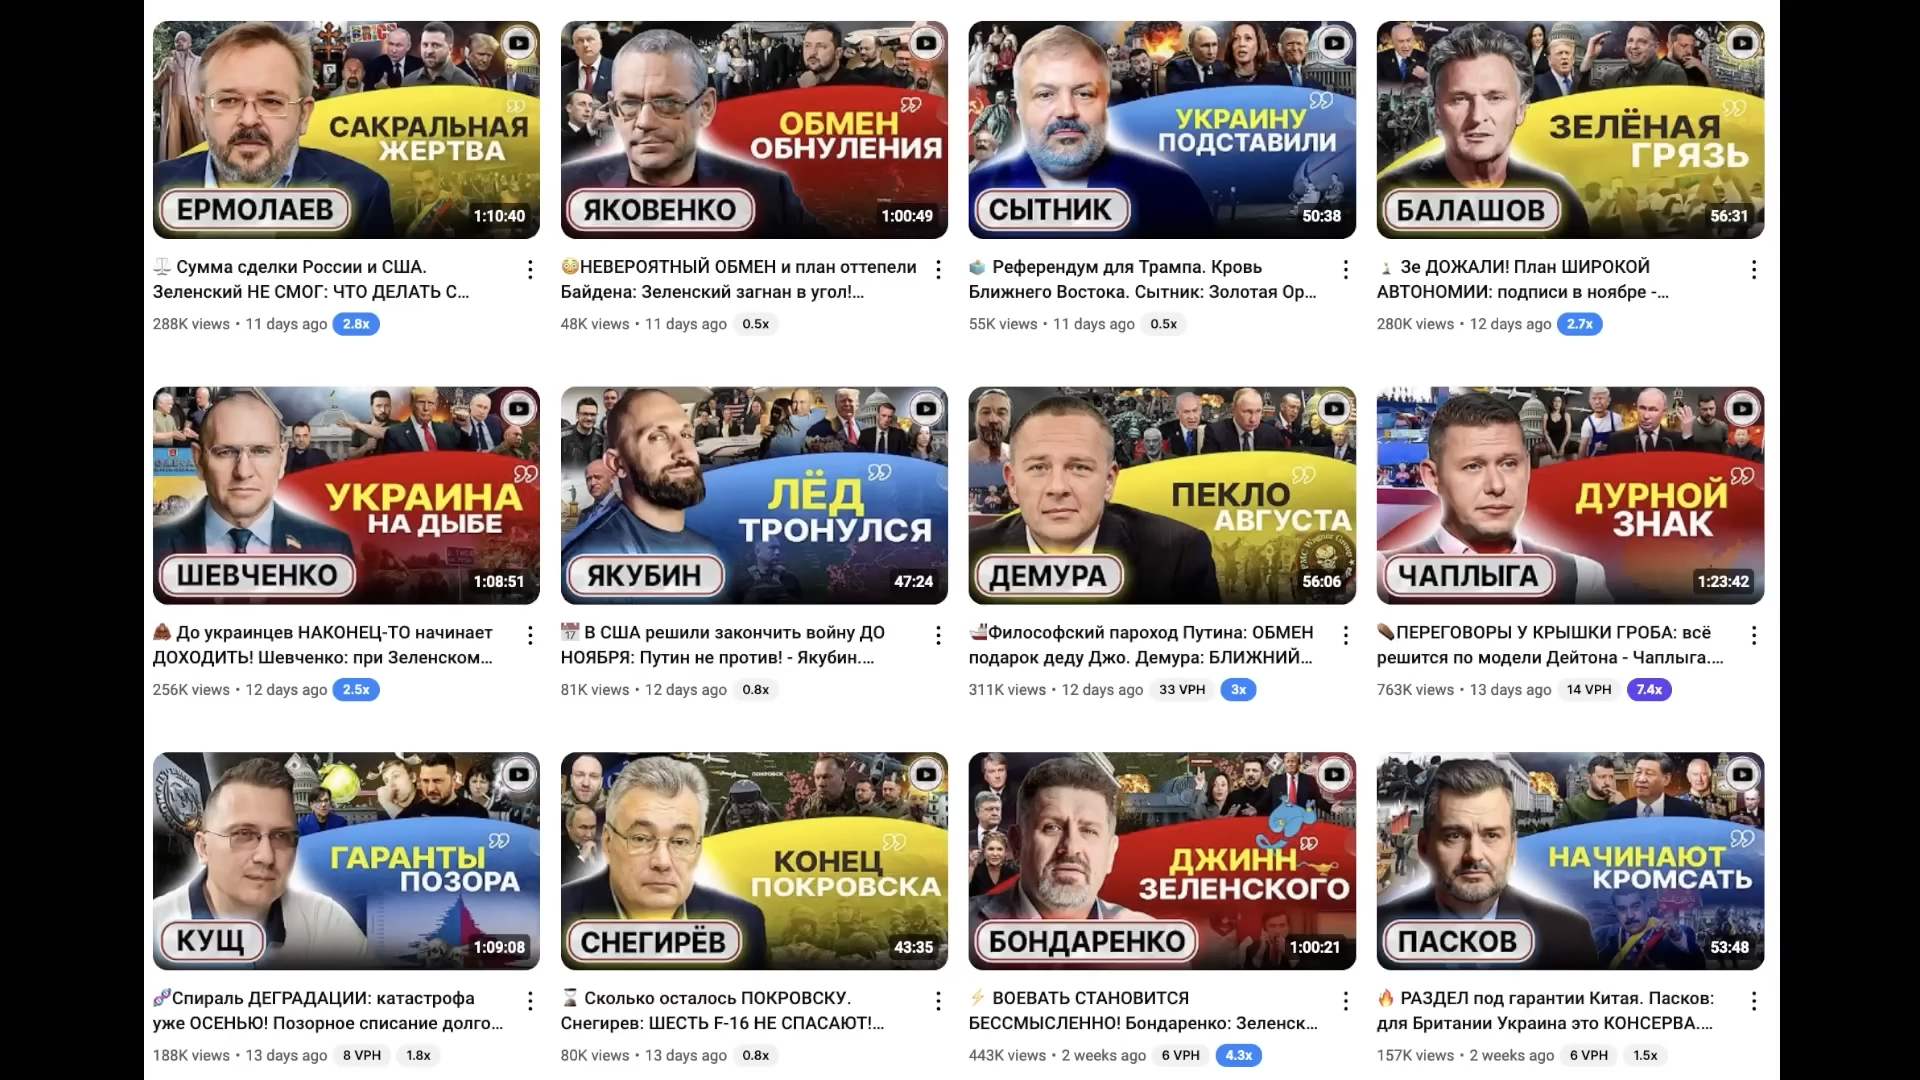 BRICS
САКРАЛЬНАЯ
ЖЕРТВА
ЕРМОЛАЕВ
1:10:40
ОБМЕН
ОБНУЛЕНИЯ
ЯКОВЕНКО
1:00:49
УКРАИНУ
ПОДСТАВИЛИ
СЫТНИК
50:38
ЗЕЛЁНАЯ
ГРЯЗЬ
БАЛАШОВ
56:31
Сумма сделки России и США.
Зеленский НЕ СМОГ: ЧТО ДЕЛАТЬ С...
288K views • 11 days ago 2.8x
НЕВЕРОЯТНЫЙ ОБМЕН и план оттепели
Байдена: Зеленский загнан в угол!...
48K views • 11 days ago 0.5x
Референдум для Трампа. Кровь
Ближнего Востока. Сытник: Золотая Ор...
55K views • 11 days ago 0.5x
Зе ДОЖАЛИ! План ШИРОКОЙ
АВТОНОМИИ: подписи в ноябре -...
280K views • 12 days ago 2.7x
УКРАИНА
НА ДЫБЕ
ШЕВЧЕНКО
1:08:51
ЛЁД
ТРОНУЛСЯ
ЯКУБИН
47:24
ПЕКЛО
АВГУСТА
PMC Wagner Group
ДЕМУРА
56:06
ДУРНОЙ
ЗНАК
ЧАПЛЫГА
1:23:42
До украинцев НАКОНЕЦ-ТО начинает
ДОХОДИТЬ! Шевченко: при Зеленском...
256K views • 12 days ago 2.5x
17 В США решили закончить войну ДО
НОЯБРЯ: Путин не против! - Якубин....
81K views • 12 days ago 0.8x
Философский пароход Путина: ОБМЕН
подарок деду Джо. Демура: БЛИЖНИЙ...
311K views • 12 days ago 33 VPH 3x
ПЕРЕГОВОРЫ У КРЫШКИ ГРОБА: всё
решится по модели Дейтона - Чаплыга....
763K views • 13 days ago 14 VPH 7.4x
ГАРАНТЫ
ПОЗОРА
КУЩ
1:09:08
ПОКРОВСК
КОНЕЦ
ПОКРОВСКА
СНЕГИРЁВ
43:35
ДЖИНН
ЗЕЛЕНСКОГО
БОНДАРЕНКО
1:00:21
НАЧИНАЮТ
КРОМСАТЬ
ПАСКОВ
53:48
Спираль ДЕГРАДАЦИИ: катастрофа
уже ОСЕНЬЮ! Позорное списание долго...
188K views • 13 days ago 8 VPH 1.8x
Сколько осталось ПОКРОВСКУ.
Снегирев: ШЕСТЬ F-16 НЕ СПАСАЮТ!...
80K views • 13 days ago 0.8x
ВОЕВАТЬ СТАНОВИТСЯ
БЕССМЫСЛЕННО! Бондаренко: Зеленск...
443K views • 2 weeks ago 6 VPH 4.3x
РАЗДЕЛ под гарантии Китая. Пасков:
для Британии Украина это КОНСЕРВА....
157K views • 2 weeks ago 6 VPH 1.5x